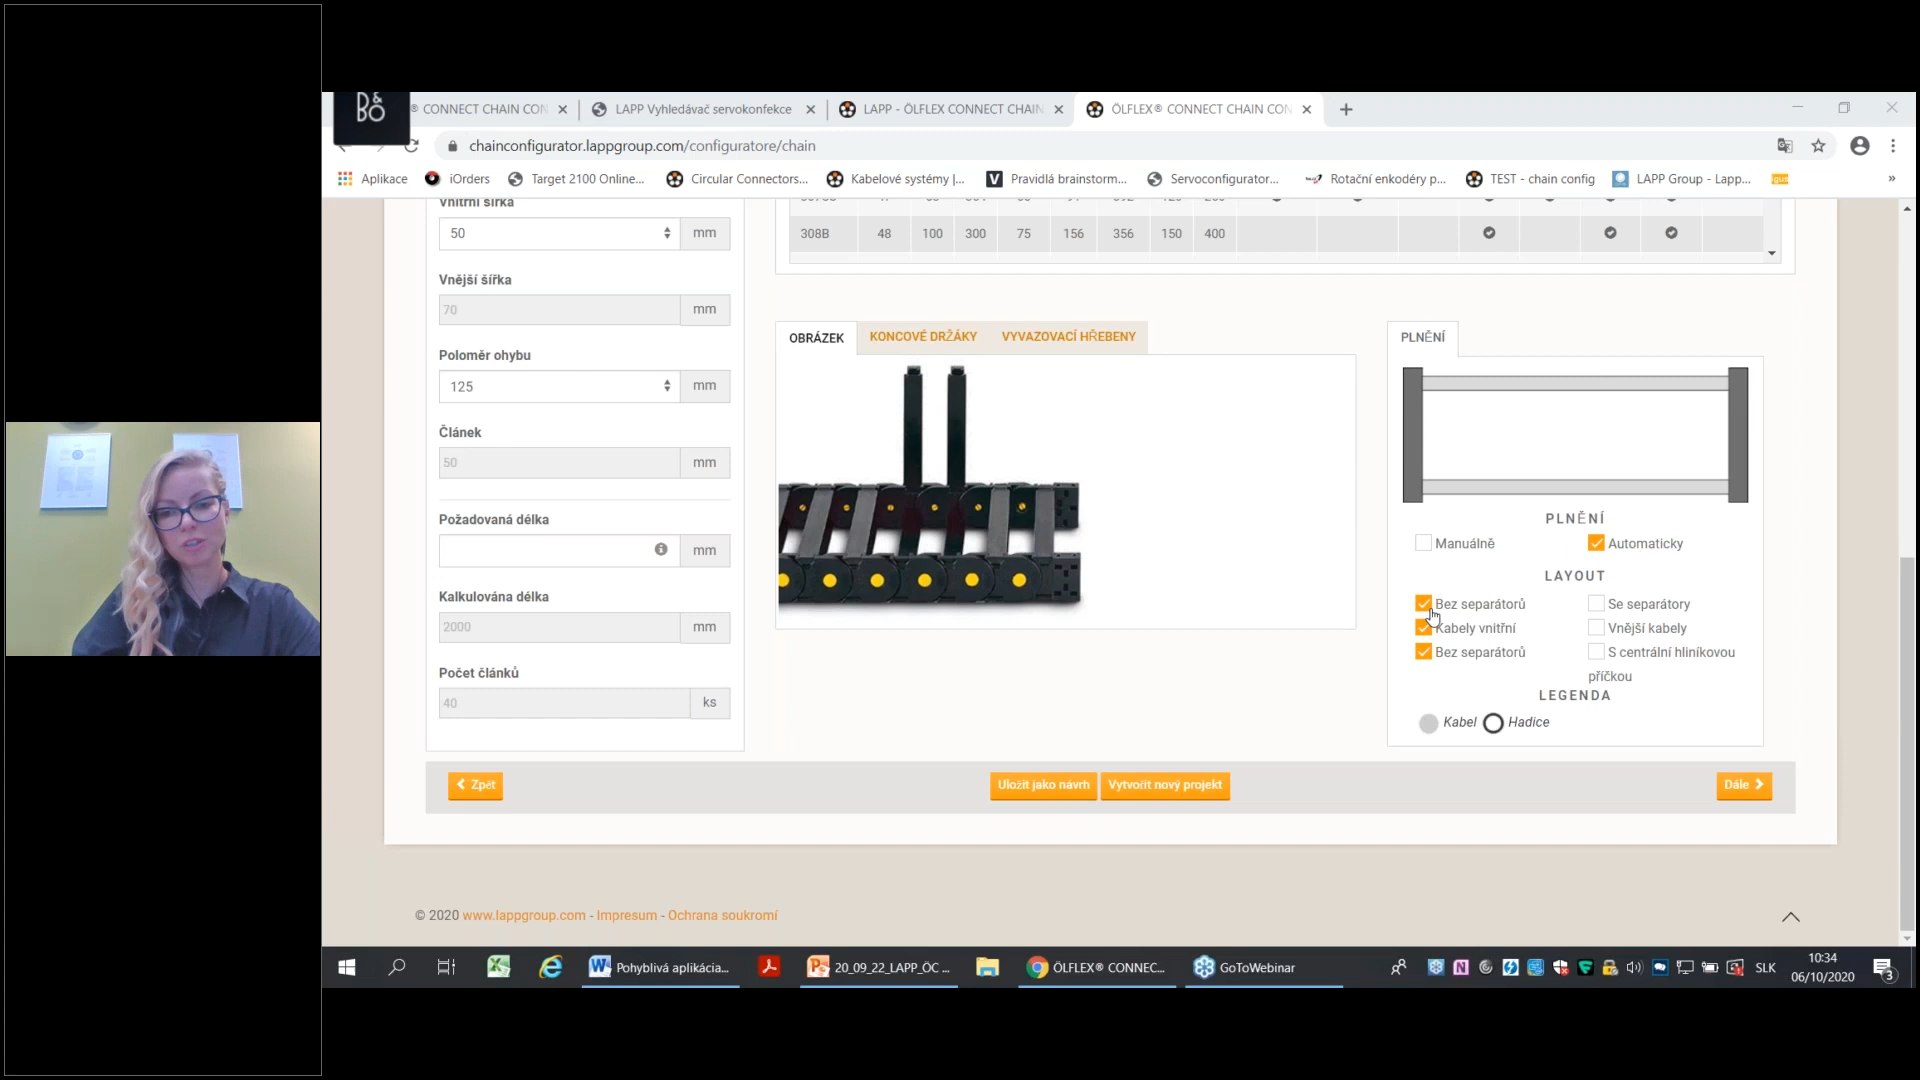 B&
BO
® CONNECT CHAIN CON
LAPP Vyhledávač servokonfekce
LAPP - ÖLFLEX CONNECT CHAIN
ÖLFLEX® CONNECT CHAIN CON
chainconfigurator.lappgroup.com/configuratore/chain
Aplikace
iOrders
Target 2100 Online...
Circular Connectors...
Kabelové systémy |...
Pravidlá brainstorm...
Servoconfigurator...
Rotační enkodéry p...
TEST - chain config
LAPP Group - Lapp...
igus
»
Vnitřní šířka
50 mm
Vnější šířka
70 mm
Poloměr ohybu
125 mm
Článek
50 mm
Požadovaná délka
mm
Kalkulována délka
2000 mm
Počet článků
40 ks
308B 48 100 300 75 156 356 150 400
OBRÁZEK KONCOVÉ DRŽÁKY VYVAZOVACÍ HŘEBENY
PLNĚNÍ
PLNĚNÍ
Manuálně Automaticky
LAYOUT
Bez separátorů Se separátory
Kabely vnitřní Vnější kabely
Bez separátorů S centrální hliníkovou
příčkou
LEGENDA
Kabel Hadice
Zpět
Uložit jako návrh
Vytvořit nový projekt
Dále
© 2020 www.lappgroup.com - Impresum - Ochrana soukromí
Pohyblivá aplikácia...
20_09_22_LAPP_ÖC ...
ÖLFLEX® CONNEC...
GoToWebinar
SLK
10:34
06/10/2020
3